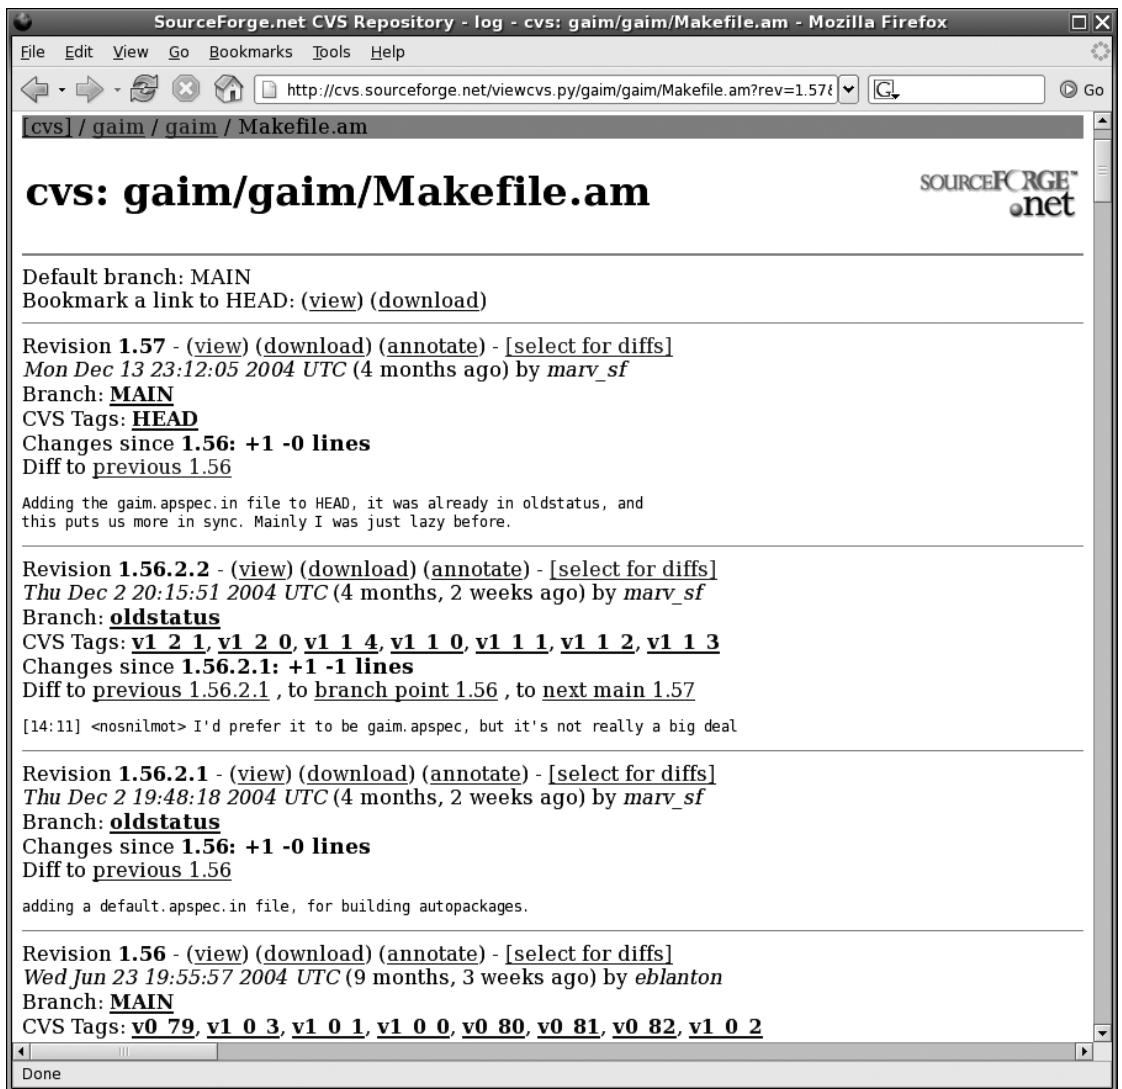 SourceForge.net CVS Repository - log - cvs: gaim/gaim/Makefile.am - Mozilla Firefox
File Edit View Go Bookmarks Tools Help
http://cvs.sourceforge.net/viewcvs.py/gaim/gaim/Makefile.am?rev=1.57& G Go
[cvs] / gaim / gaim / Makefile.am
cvs: gaim/gaim/Makefile.am
SOURCEFORGE™
.net
Default branch: MAIN
Bookmark a link to HEAD: (view) (download)
Revision 1.57 - (view) (download) (annotate) - [select for diffs]
Mon Dec 13 23:12:05 2004 UTC (4 months ago) by marv_sf
Branch: MAIN
CVS Tags: HEAD
Changes since 1.56: +1 -0 lines
Diff to previous 1.56
Adding the gaim.apspec.in file to HEAD, it was already in oldstatus, and
this puts us more in sync. Mainly I was just lazy before.
Revision 1.56.2.2 - (view) (download) (annotate) - [select for diffs]
Thu Dec 2 20:15:51 2004 UTC (4 months, 2 weeks ago) by marv_sf
Branch: oldstatus
CVS Tags: v1_2_1, v1_2_0, v1_1_4, v1_1_0, v1_1_1, v1_1_2, v1_1_3
Changes since 1.56.2.1: +1 -1 lines
Diff to previous 1.56.2.1 , to branch point 1.56 , to next main 1.57
[14:11] <nosnilmot> I'd prefer it to be gaim.apspec, but it's not really a big deal
Revision 1.56.2.1 - (view) (download) (annotate) - [select for diffs]
Thu Dec 2 19:48:18 2004 UTC (4 months, 2 weeks ago) by marv_sf
Branch: oldstatus
Changes since 1.56: +1 -0 lines
Diff to previous 1.56
adding a default.apspec.in file, for building autopackages.
Revision 1.56 - (view) (download) (annotate) - [select for diffs]
Wed Jun 23 19:55:57 2004 UTC (9 months, 3 weeks ago) by eblanton
Branch: MAIN
CVS Tags: v0_79, v1_0_3, v1_0_1, v1_0_0, v0_80, v0_81, v0_82, v1_0_2
Done